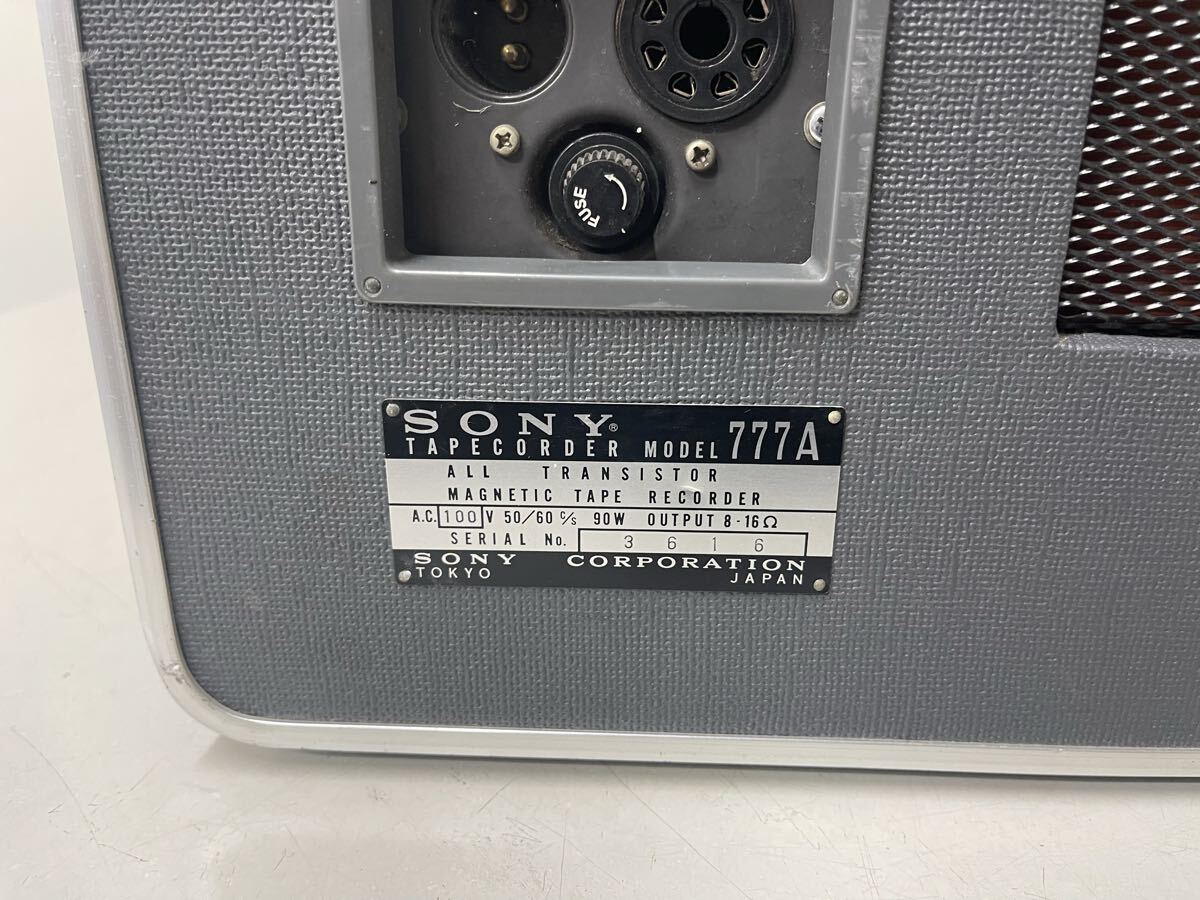 FUSE
SONY®
TAPECORDER MODEL 777A
ALL TRANSISTOR
MAGNETIC TAPE RECORDER
A.C. 100 V 50/60 c/s 90W OUTPUT 8-16Ω
SERIAL No. 3616
SONY CORPORATION
TOKYO JAPAN